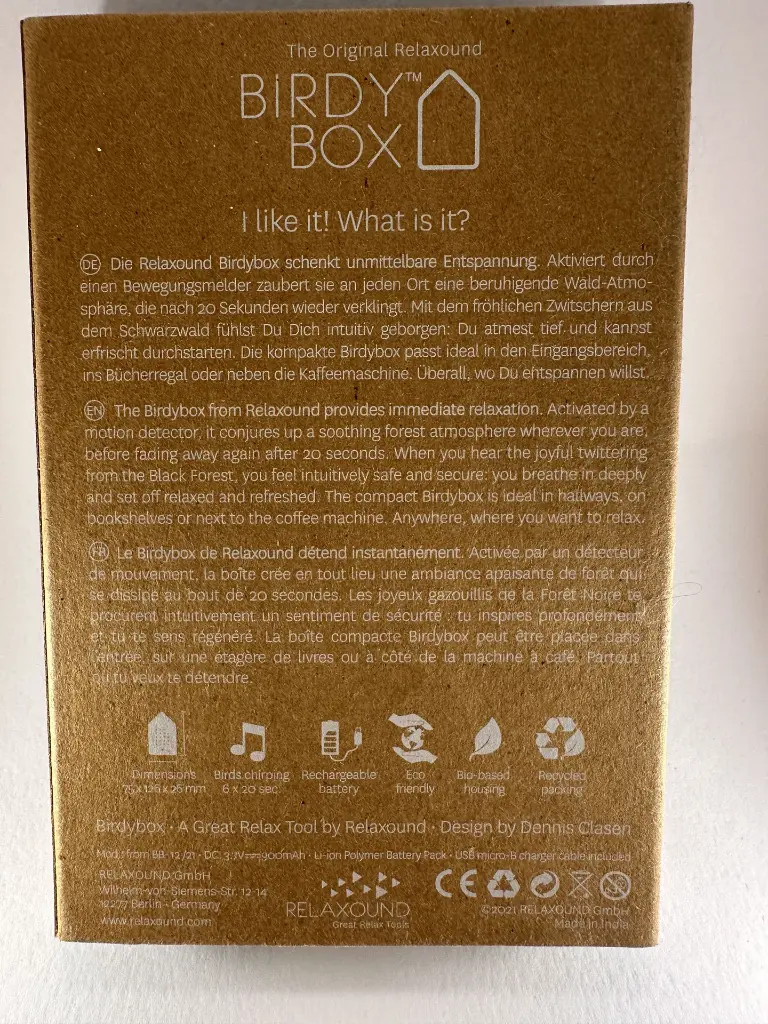 The Original Relaxound
BIRDY™
BOX
I like it! What is it?
DE Die Relaxound Birdybox schenkt unmittelbare Entspannung. Aktiviert durch
einen Bewegungsmelder zaubert sie an jeden Ort eine beruhigende Wald-Atmo-
sphäre, die nach 20 Sekunden wieder verklingt. Mit dem fröhlichen Zwitschern aus
dem Schwarzwald fühlst Du Dich intuitiv geborgen: Du atmest tief und kannst
erfrischt durchstarten. Die kompakte Birdybox passt ideal in den Eingangsbereich,
ins Bücherregal oder neben die Kaffeemaschine. Überall, wo Du entspannen willst.
EN The Birdybox from Relaxound provides immediate relaxation. Activated by a
motion detector, it conjures up a soothing forest atmosphere wherever you are,
before fading away again after 20 seconds. When you hear the joyful twittering
from the Black Forest, you feel intuitively safe and secure: you breathe in deeply
and set off relaxed and refreshed. The compact Birdybox is ideal in hallways, on
bookshelves or next to the coffee machine. Anywhere, where you want to relax.
FR Le Birdybox de Relaxound détend instantanément. Activée par un détecteur
de mouvement, la boîte crée en tout lieu une ambiance apaisante de forêt qui
se dissipe au bout de 20 secondes. Les joyeux gazouillis de la Forêt-Noire te
procurent intuitivement un sentiment de sécurité : tu inspires profondément
et tu te sens régénéré. La boîte compacte Birdybox peut être placée dans
l'entrée, sur une étagère de livres ou à côté de la machine à café. Partout
où tu veux te détendre.
Dimensions Birds chirping Rechargeable Eco Bio-based Recycled
75 x 126 x 26 mm 6 x 20 sec. battery friendly housing packing
Birdybox · A Great Relax Tool by Relaxound · Design by Dennis Clasen
Mod.1 from BB- 12 /21 · DC: 3.7V 900mAh · Li-ion Polymer Battery Pack · USB micro-B charger cable included
RELAXOUND GmbH
Wilhelm-von-Siemens-Str. 12-14
12277 Berlin · Germany
www.relaxound.com
RELAXOUND
Great Relax Tools
CE
©2021 RELAXOUND GmbH
Made in India